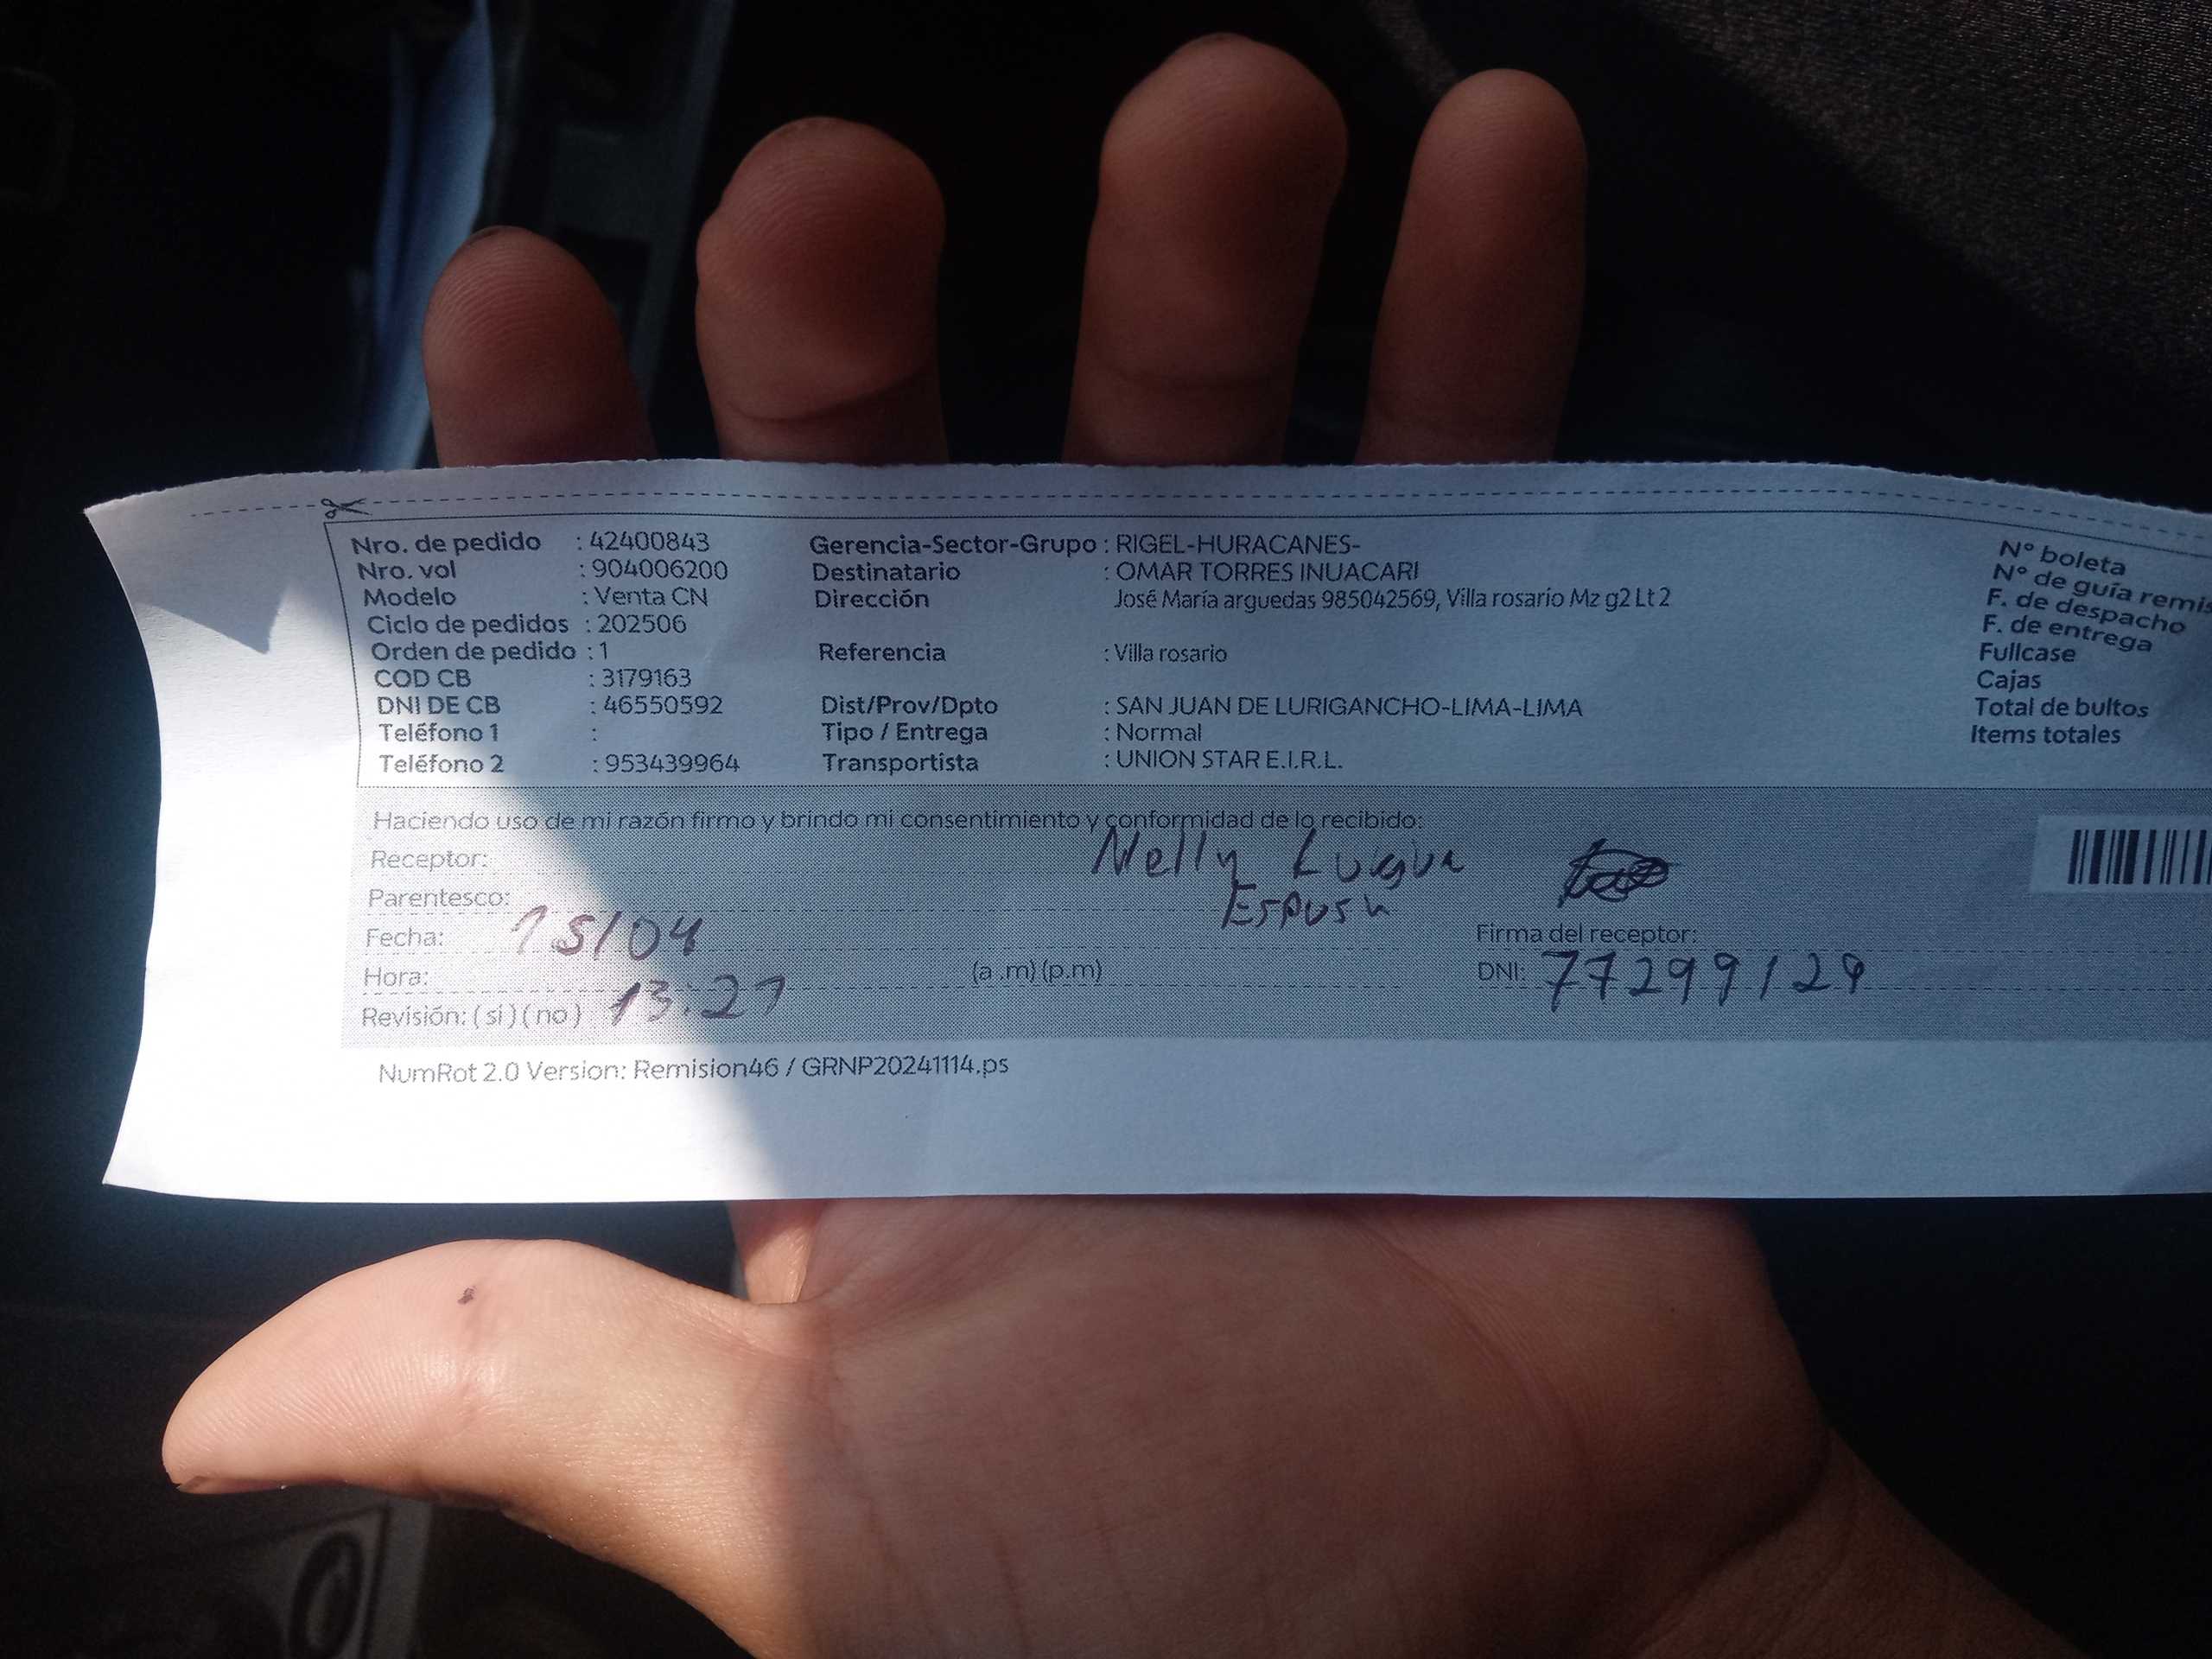 Nro. de pedido : 42400843
Nro. vol : 904006200
Modelo : Venta CN
Ciclo de pedidos : 202506
Orden de pedido : 1
COD CB : 3179163
DNI DE CB : 46550592
Teléfono 1 :
Teléfono 2 : 953439964
Gerencia-Sector-Grupo : RIGEL-HURACANES-
Destinatario : OMAR TORRES INUACARI
Dirección José María arguedas 985042569, Villa rosario Mz g2 Lt 2
Referencia : Villa rosario
Dist/Prov/Dpto : SAN JUAN DE LURIGANCHO-LIMA-LIMA
Tipo / Entrega : Normal
Transportista : UNION STAR E.I.R.L.
N° boleta
N° de guía remis
F. de despacho
F. de entrega
Fullcase
Cajas
Total de bultos
Items totales
Haciendo uso de mi razón firmo y brindo mi consentimiento y conformidad de lo recibido:
Receptor: Nelly
Parentesco: Esposa
Fecha: 15/04
Hora: 13:21 (a .m) (p.m)
Revisión: ( si ) ( no )
Firma del receptor:
DNI: 77299129
NumRot 2.0 Version: Remision46 / GRNP20241114.ps